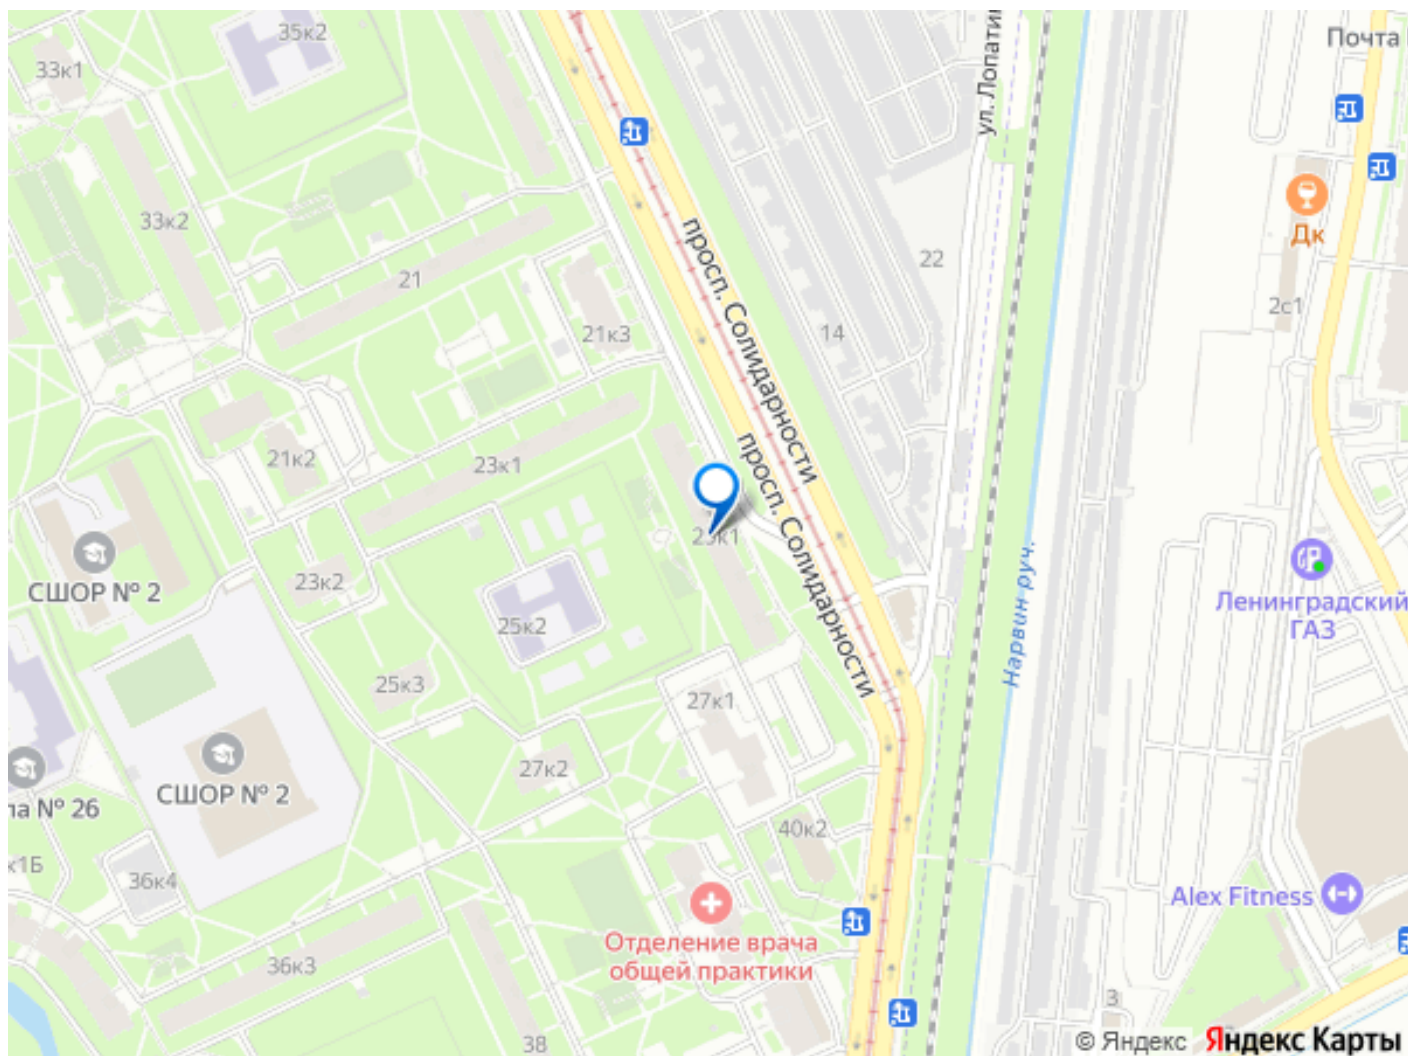 35к2
Почта
33к1
ул. Лопатин
33к2
Дк
22
21
2с1
21к3
14
просп. Солидарности
21к2
23к1
просп. Солидарности
СШОР № 2
23к2
Нарвин руч.
Ленинградский
ГАЗ
25к2
25к3
27к1
27к2
СШОР № 2
ла № 26
40к2
к1Б
36к4
Alex Fitness
Отделение врача
общей практики
36к3
3
38
© Яндекс Яндекс Карты